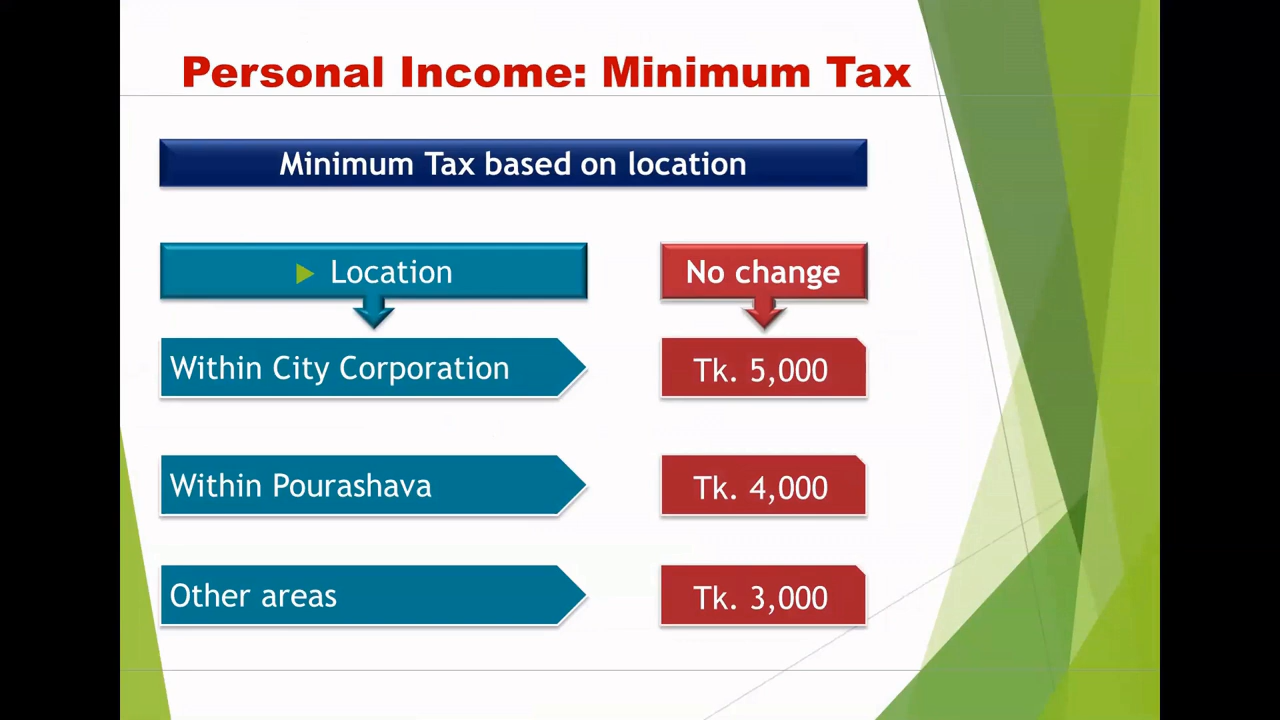 Personal Income: Minimum Tax
Minimum Tax based on location
Location
No change
Within City Corporation
Tk. 5,000
Within Pourashava
Tk. 4,000
Other areas
Tk. 3,000